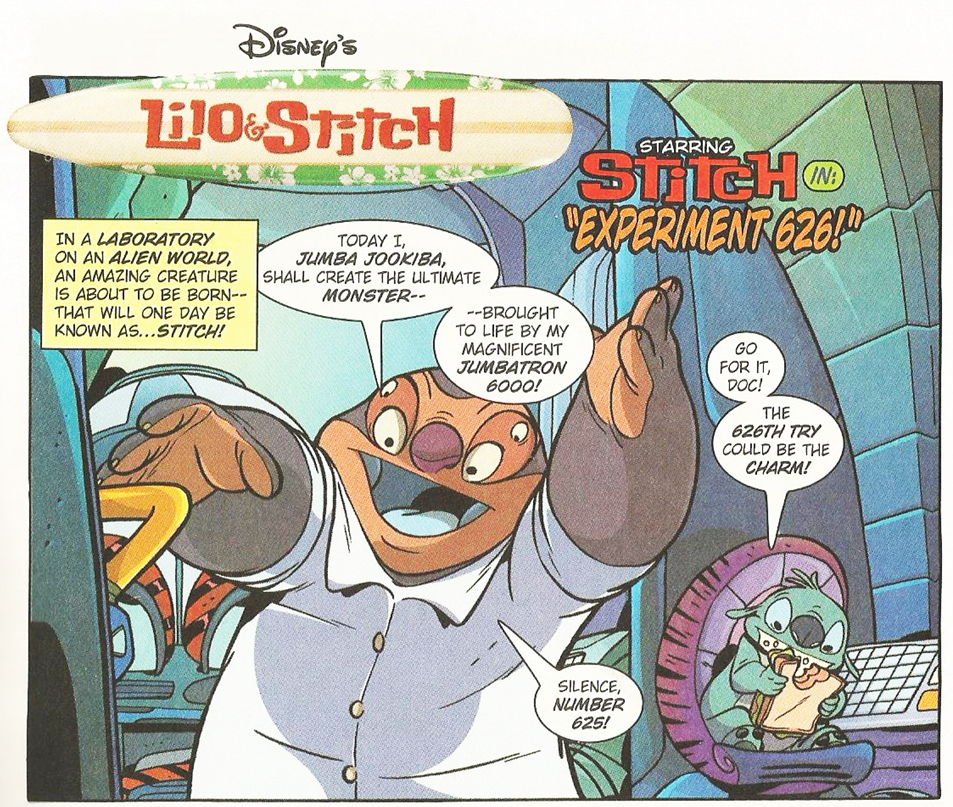 DISNEY'S
LiLO & STiTCH
STARRING
STiTCH IN:
"EXPERIMENT 626!"
IN A LABORATORY
ON AN ALIEN WORLD,
AN AMAZING CREATURE
IS ABOUT TO BE BORN--
THAT WILL ONE DAY BE
KNOWN AS...STITCH!
TODAY I,
JUMBA JOOKIBA,
SHALL CREATE THE ULTIMATE
MONSTER--
--BROUGHT
TO LIFE BY MY
MAGNIFICENT
JUMBATRON
6000!
GO
FOR IT,
DOC!
THE
626TH TRY
COULD BE THE
CHARM!
SILENCE,
NUMBER
625!